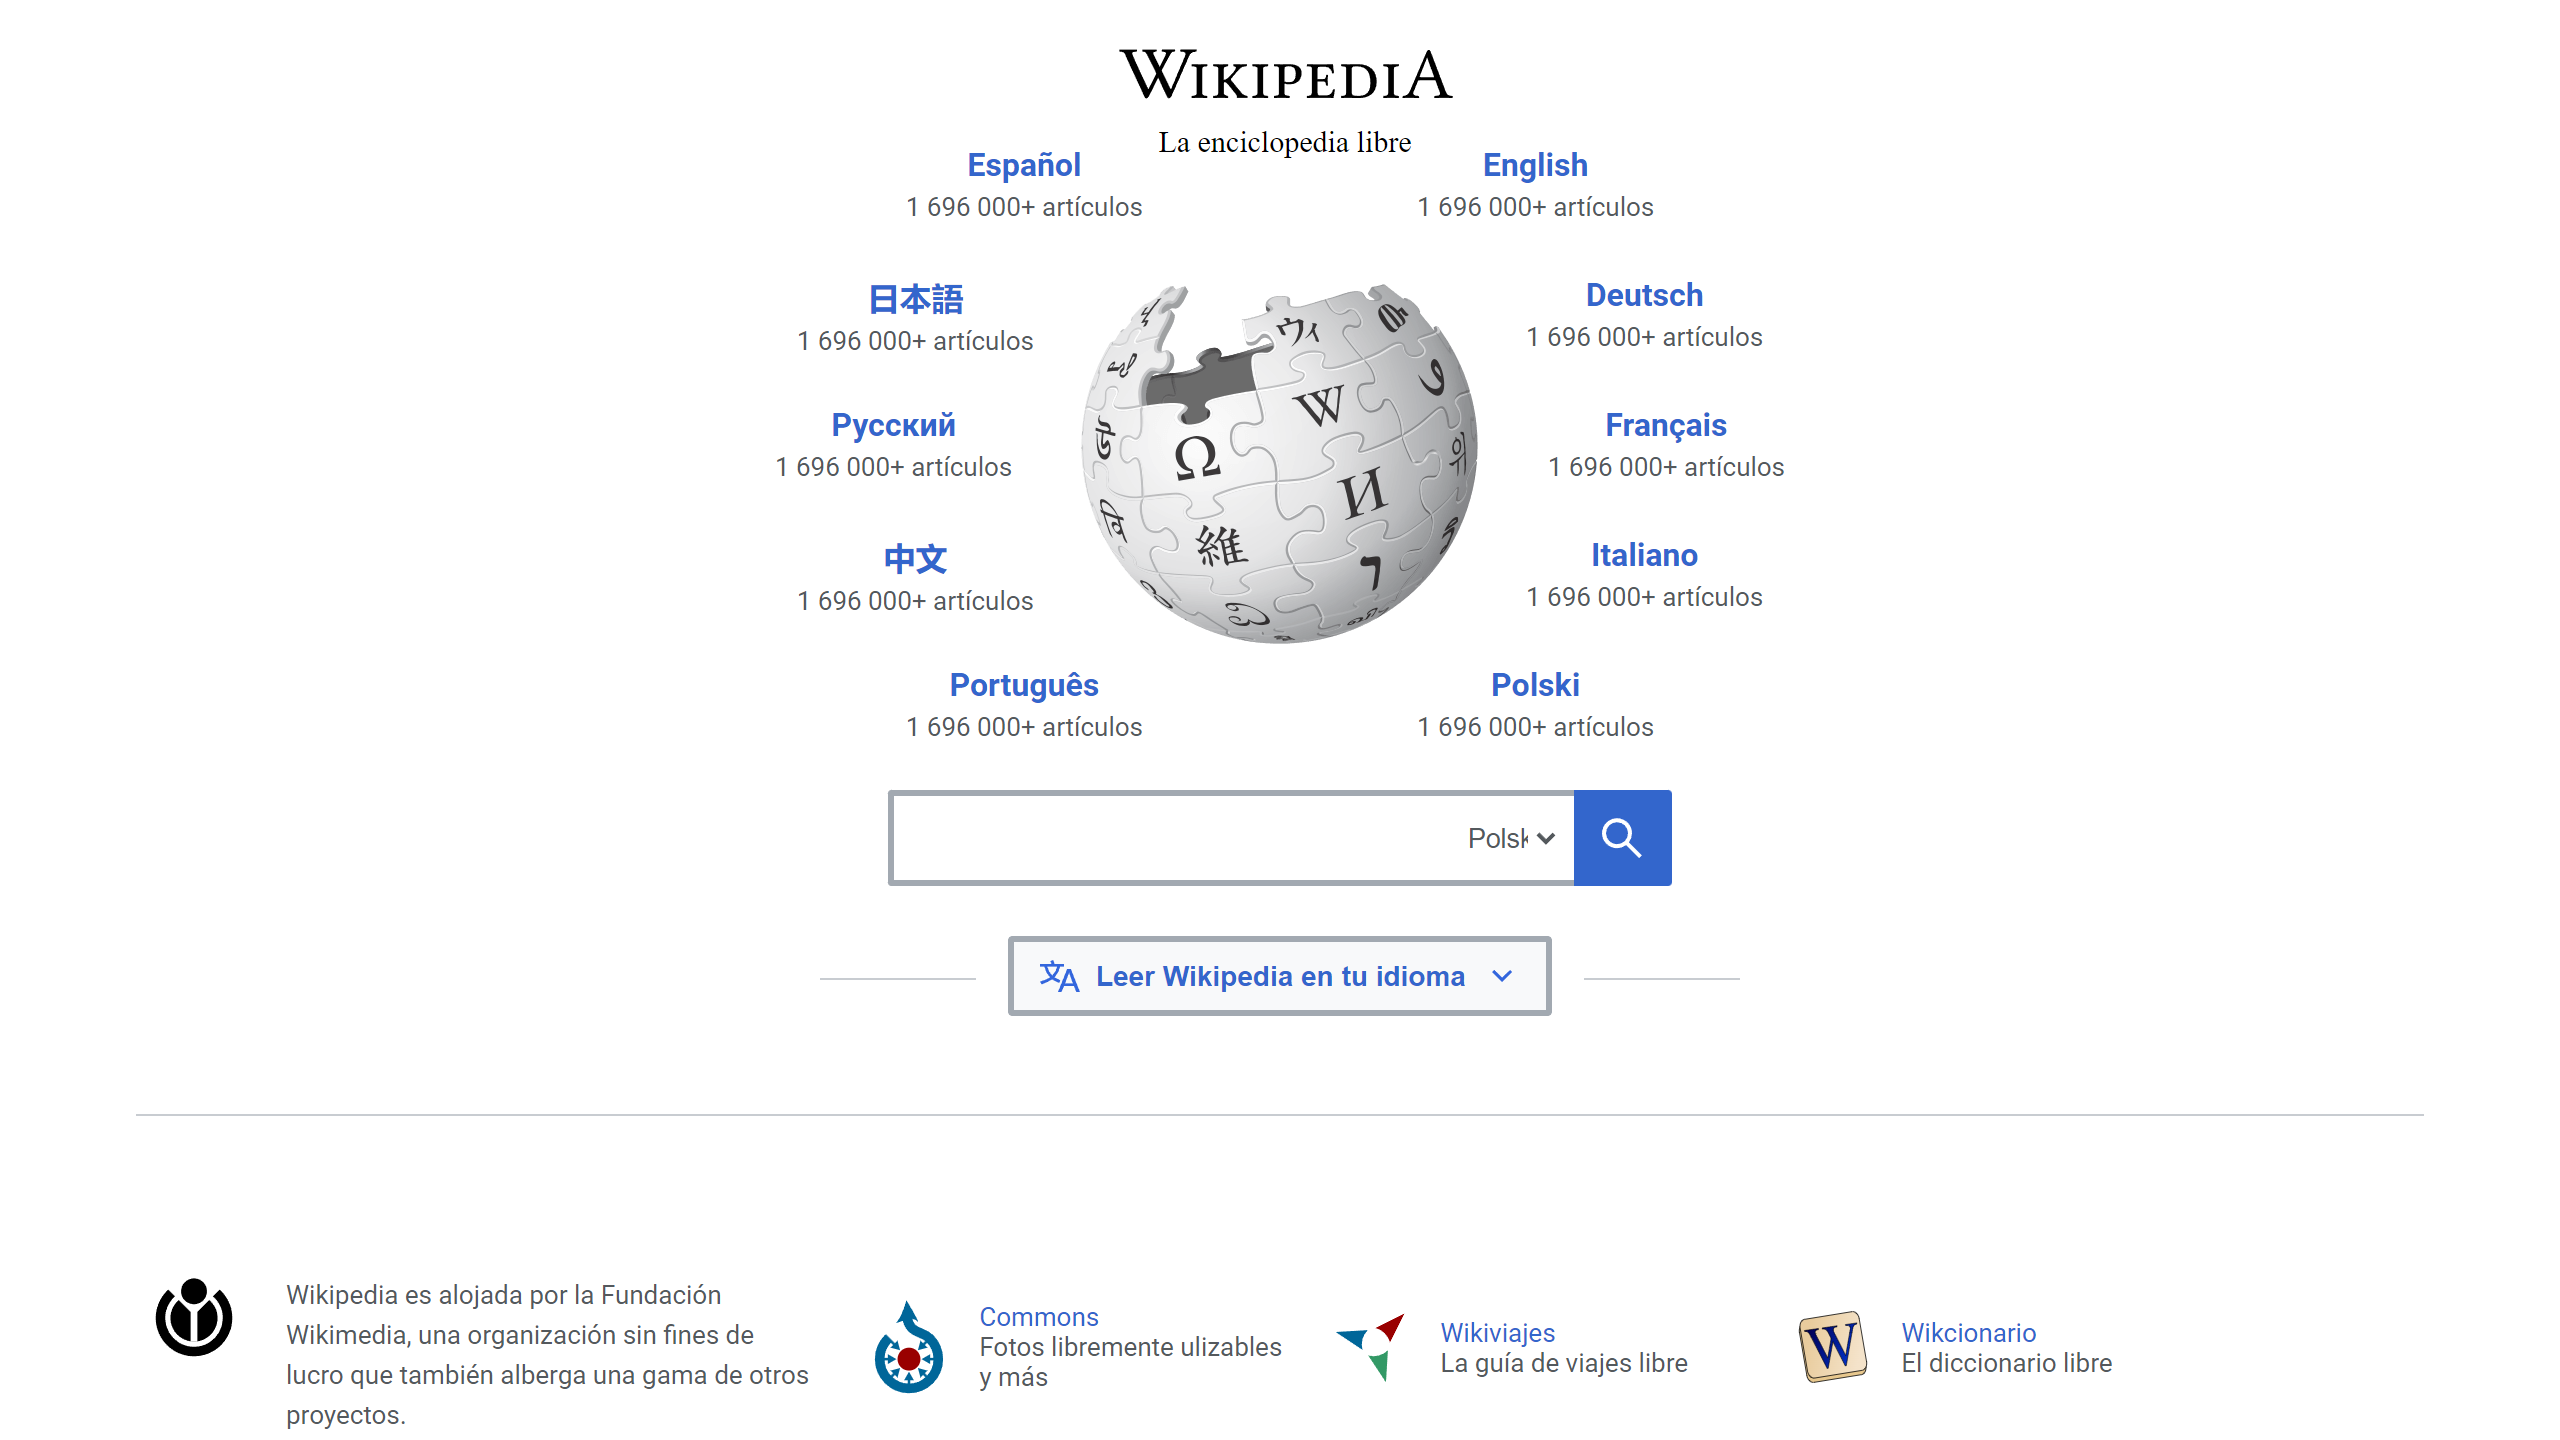 WIKIPEDIA
La enciclopedia libre
Español
1 696 000+ artículos
English
1 696 000+ artículos
日本語
1 696 000+ artículos
Deutsch
1 696 000+ artículos
Русский
1 696 000+ artículos
Français
1 696 000+ artículos
中文
1 696 000+ artículos
Italiano
1 696 000+ artículos
Português
1 696 000+ artículos
Polski
1 696 000+ artículos
Ω
W
И
維
ウィ
Polsk
Leer Wikipedia en tu idioma
Wikipedia es alojada por la Fundación
Wikimedia, una organización sin fines de
lucro que también alberga una gama de otros
proyectos.
Commons
Fotos libremente ulizables
y más
Wikiviajes
La guía de viajes libre
W
Wikcionario
El diccionario libre